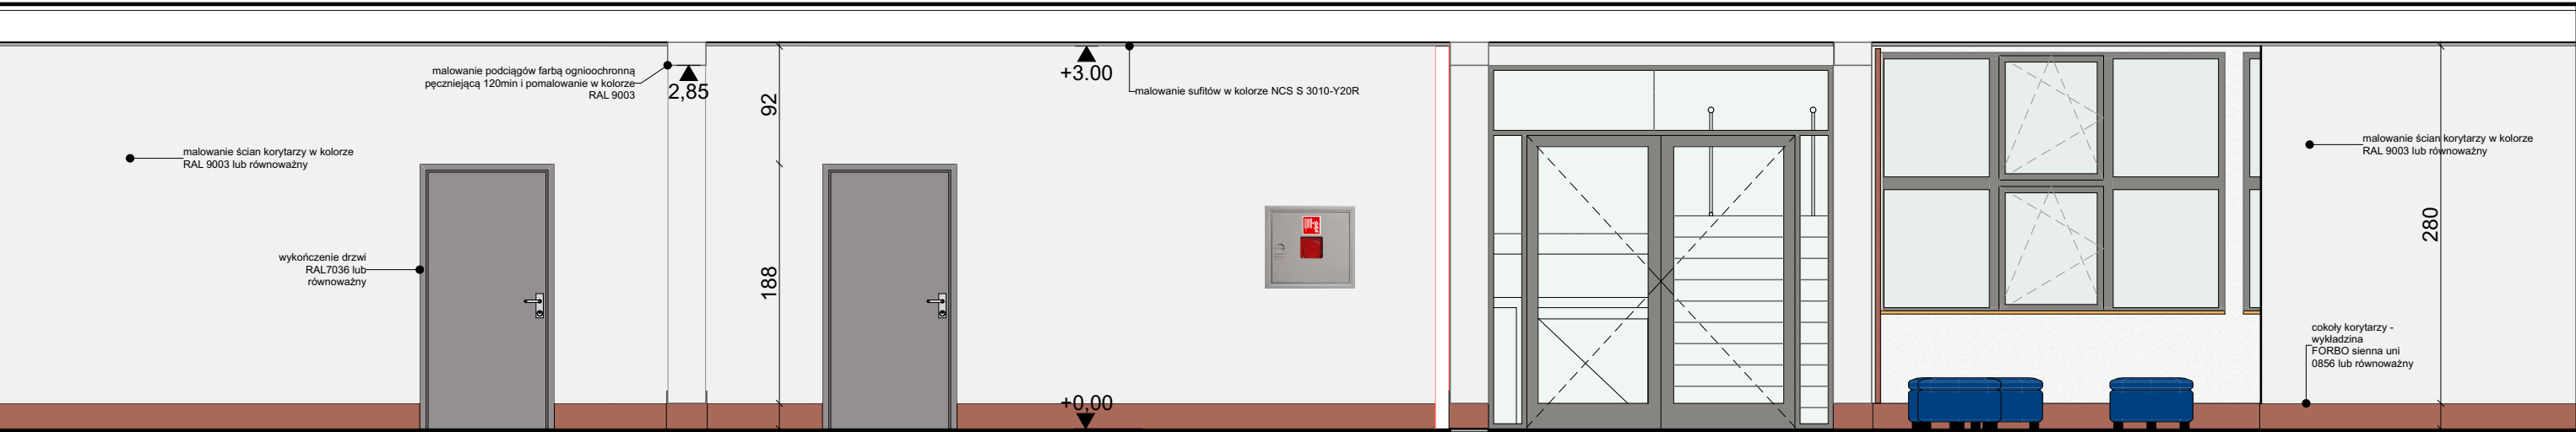 malowanie podciągów farbą ognioochronną
pęczniejącą 120min i pomalowanie w kolorze
RAL 9003
2,85
92
+3.00
malowanie sufitów w kolorze NCS S 3010-Y20R
malowanie ścian korytarzy w kolorze
RAL 9003 lub równoważny
malowanie ścian korytarzy w kolorze
RAL 9003 lub równoważny
wykończenie drzwi
RAL7036 lub
równoważny
188
280
cokoły korytarzy -
wykładzina
FORBO sienna uni
0856 lub równoważny
+0,00